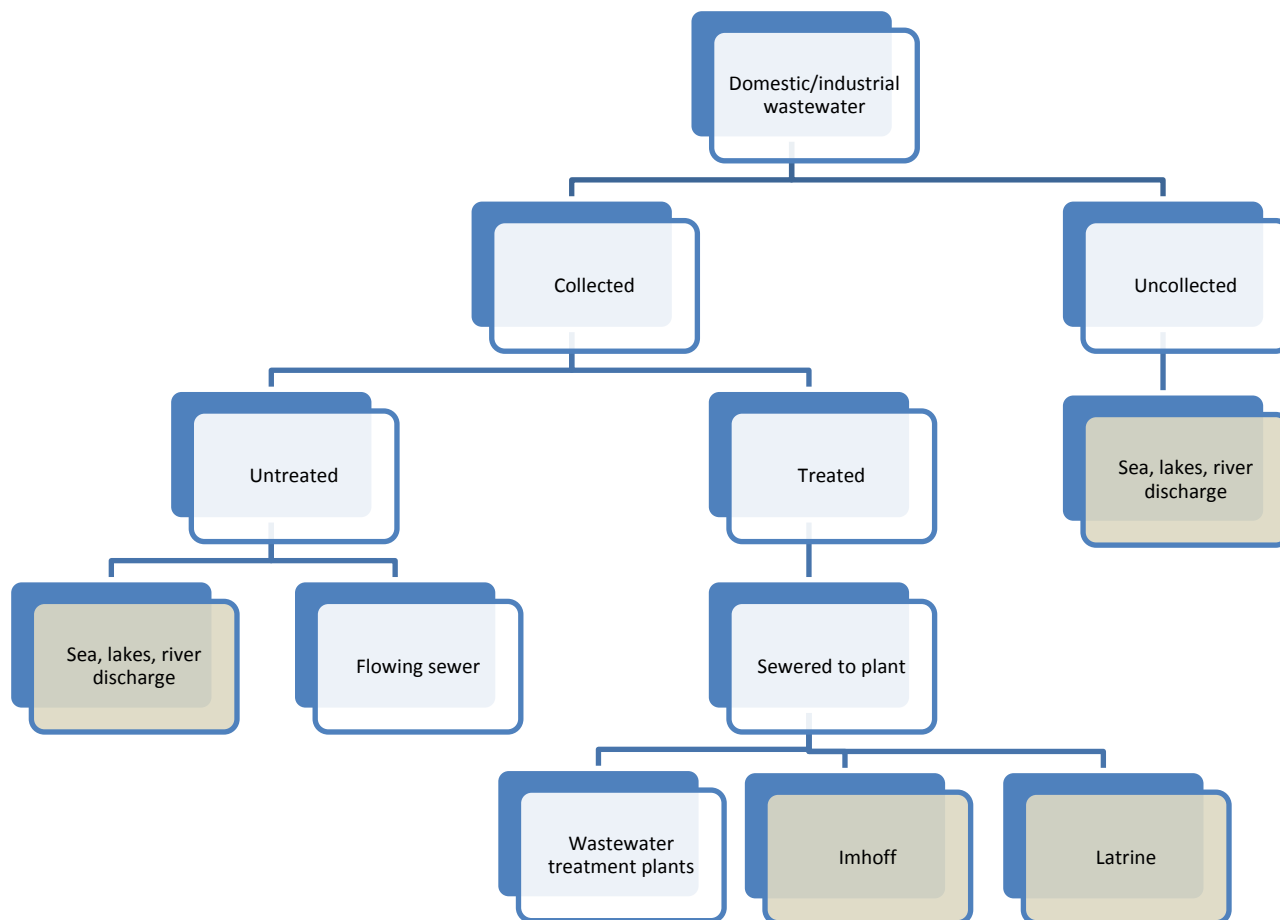 Domestic/industrial
wastewater
Collected
Uncollected
Untreated
Treated
Sea, lakes, river
discharge
Sea, lakes, river
discharge
Flowing sewer
Sewered to plant
Wastewater
treatment plants
Imhoff
Latrine